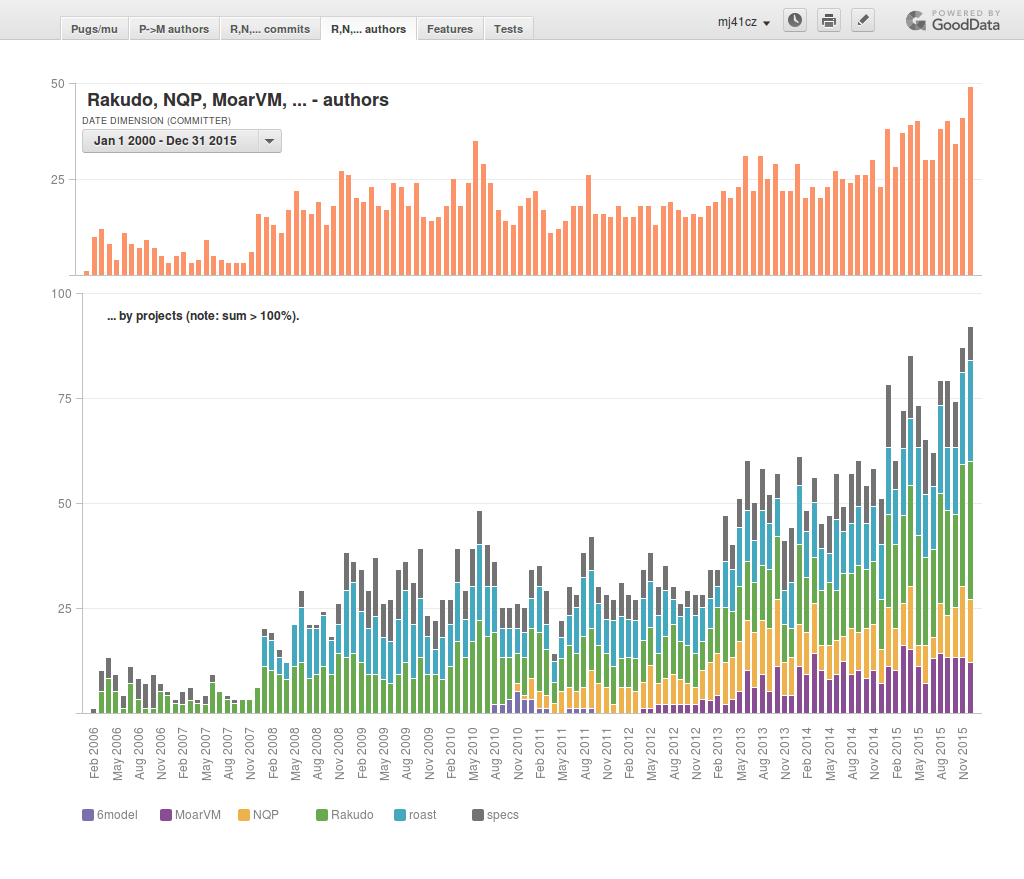 Pugs/mu P->M authors R,N,... commits R,N,... authors Features Tests mj41cz POWERED BY GoodData
Rakudo, NQP, MoarVM, ... - authors
DATE DIMENSION (COMMITTER)
Jan 1 2000 - Dec 31 2015
50
25
100
... by projects (note: sum > 100%).
75
50
25
Feb 2006 May 2006 Aug 2006 Nov 2006 Feb 2007 May 2007 Aug 2007 Nov 2007 Feb 2008 May 2008 Aug 2008 Nov 2008 Feb 2009 May 2009 Aug 2009 Nov 2009 Feb 2010 May 2010 Aug 2010 Nov 2010 Feb 2011 May 2011 Aug 2011 Nov 2011 Feb 2012 May 2012 Aug 2012 Nov 2012 Feb 2013 May 2013 Aug 2013 Nov 2013 Feb 2014 May 2014 Aug 2014 Nov 2014 Feb 2015 May 2015 Aug 2015 Nov 2015
6model MoarVM NQP Rakudo roast specs